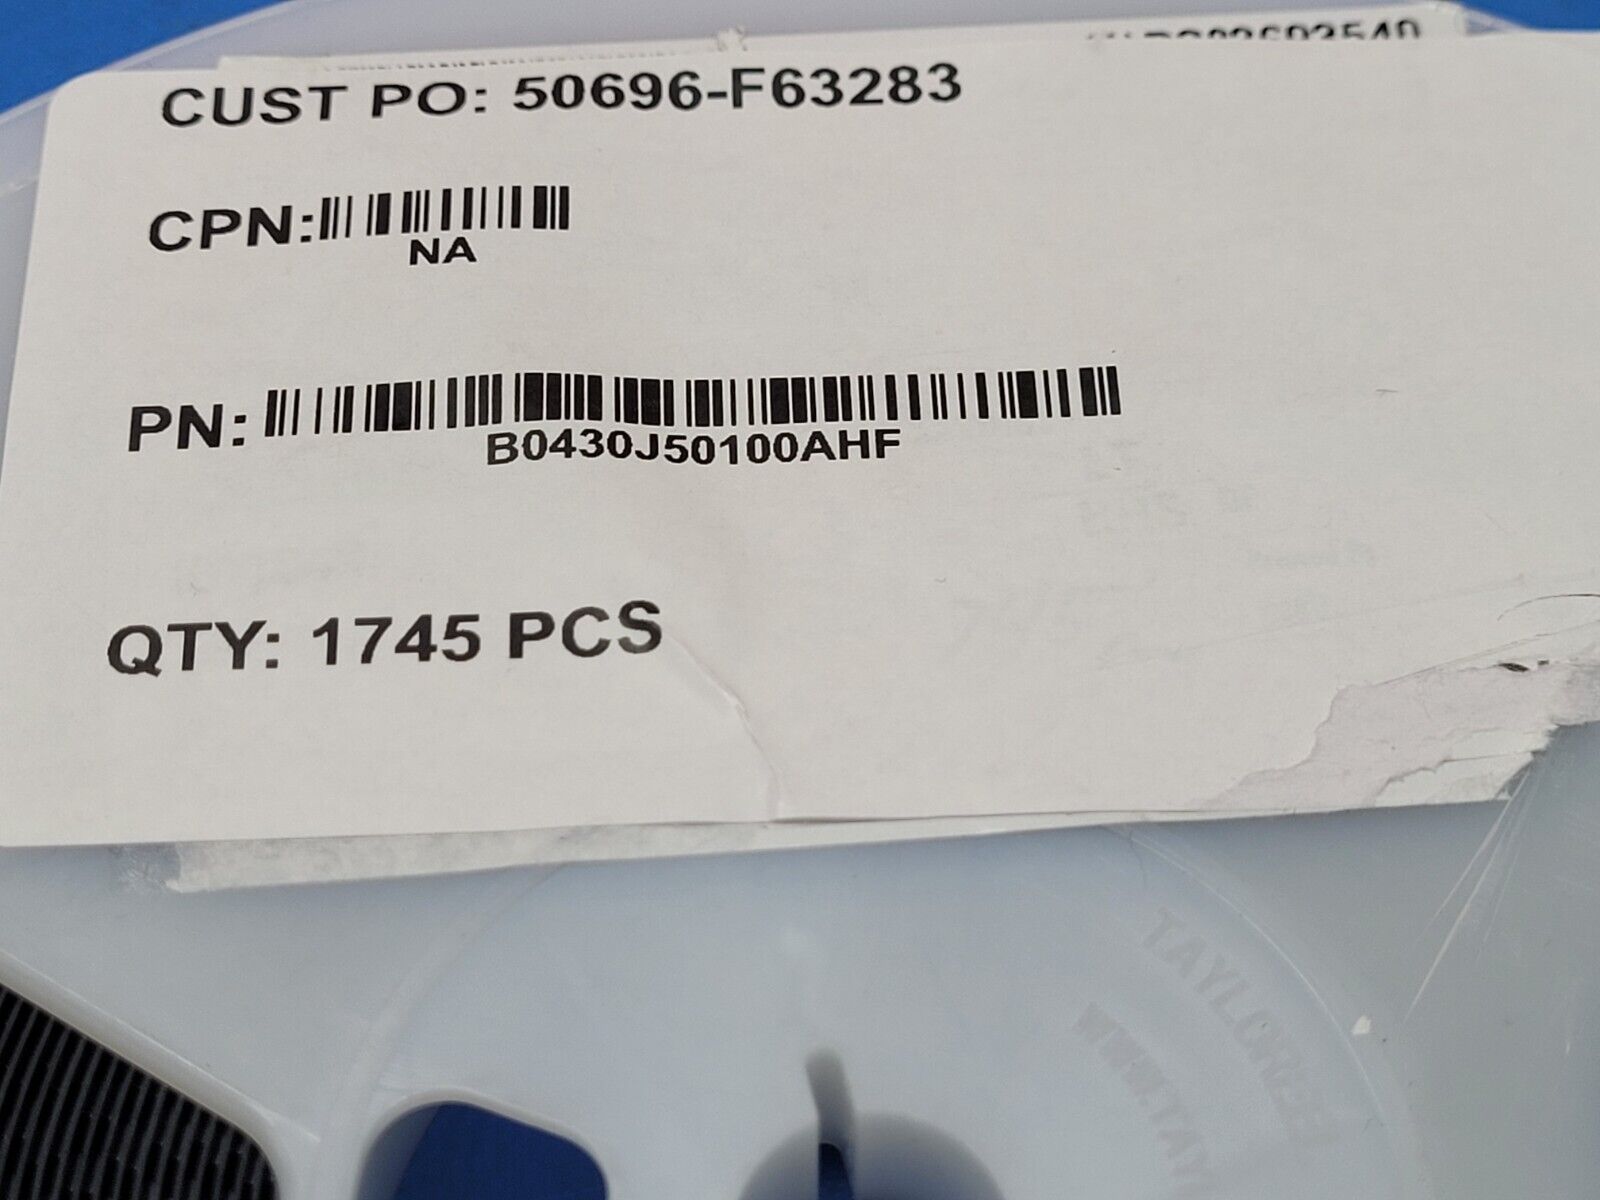 CUST PO: 50696-F63283
CPN:
NA
PN:
B0430J50100AHF
QTY: 1745 PCS